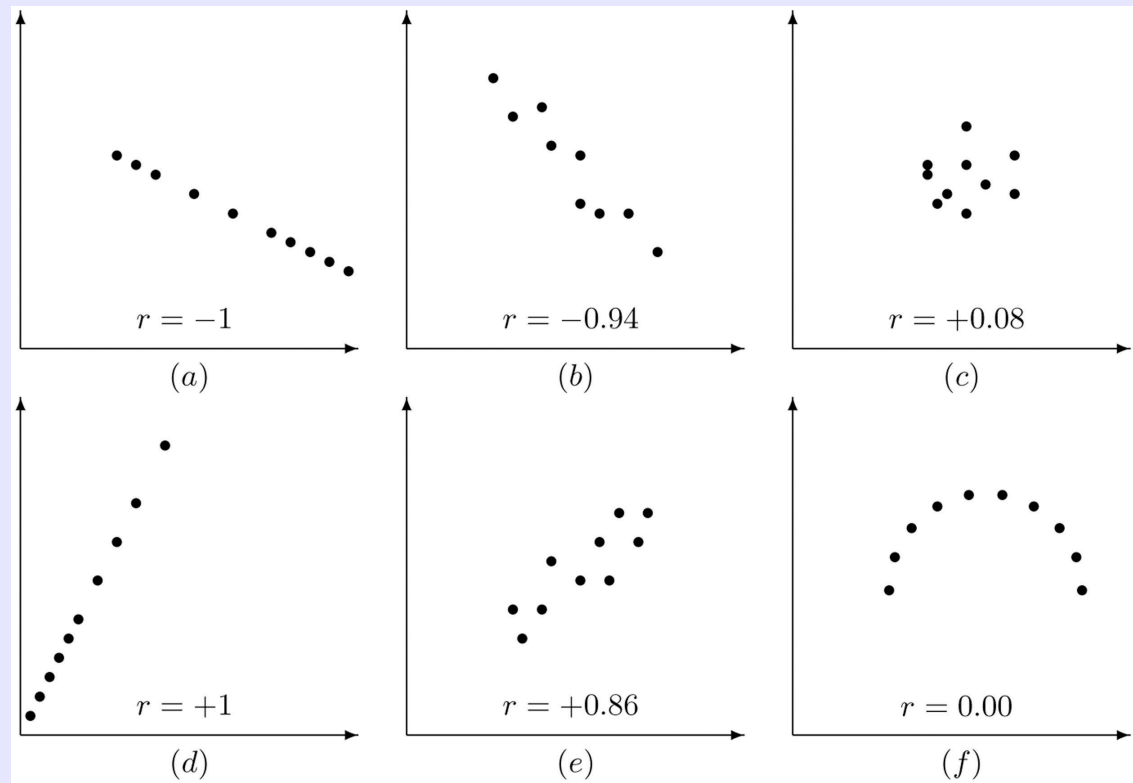 r = −1
r = −0.94
r = +0.08
(a)
(b)
(c)
r = +1
r = +0.86
r = 0.00
(d)
(e)
(f)